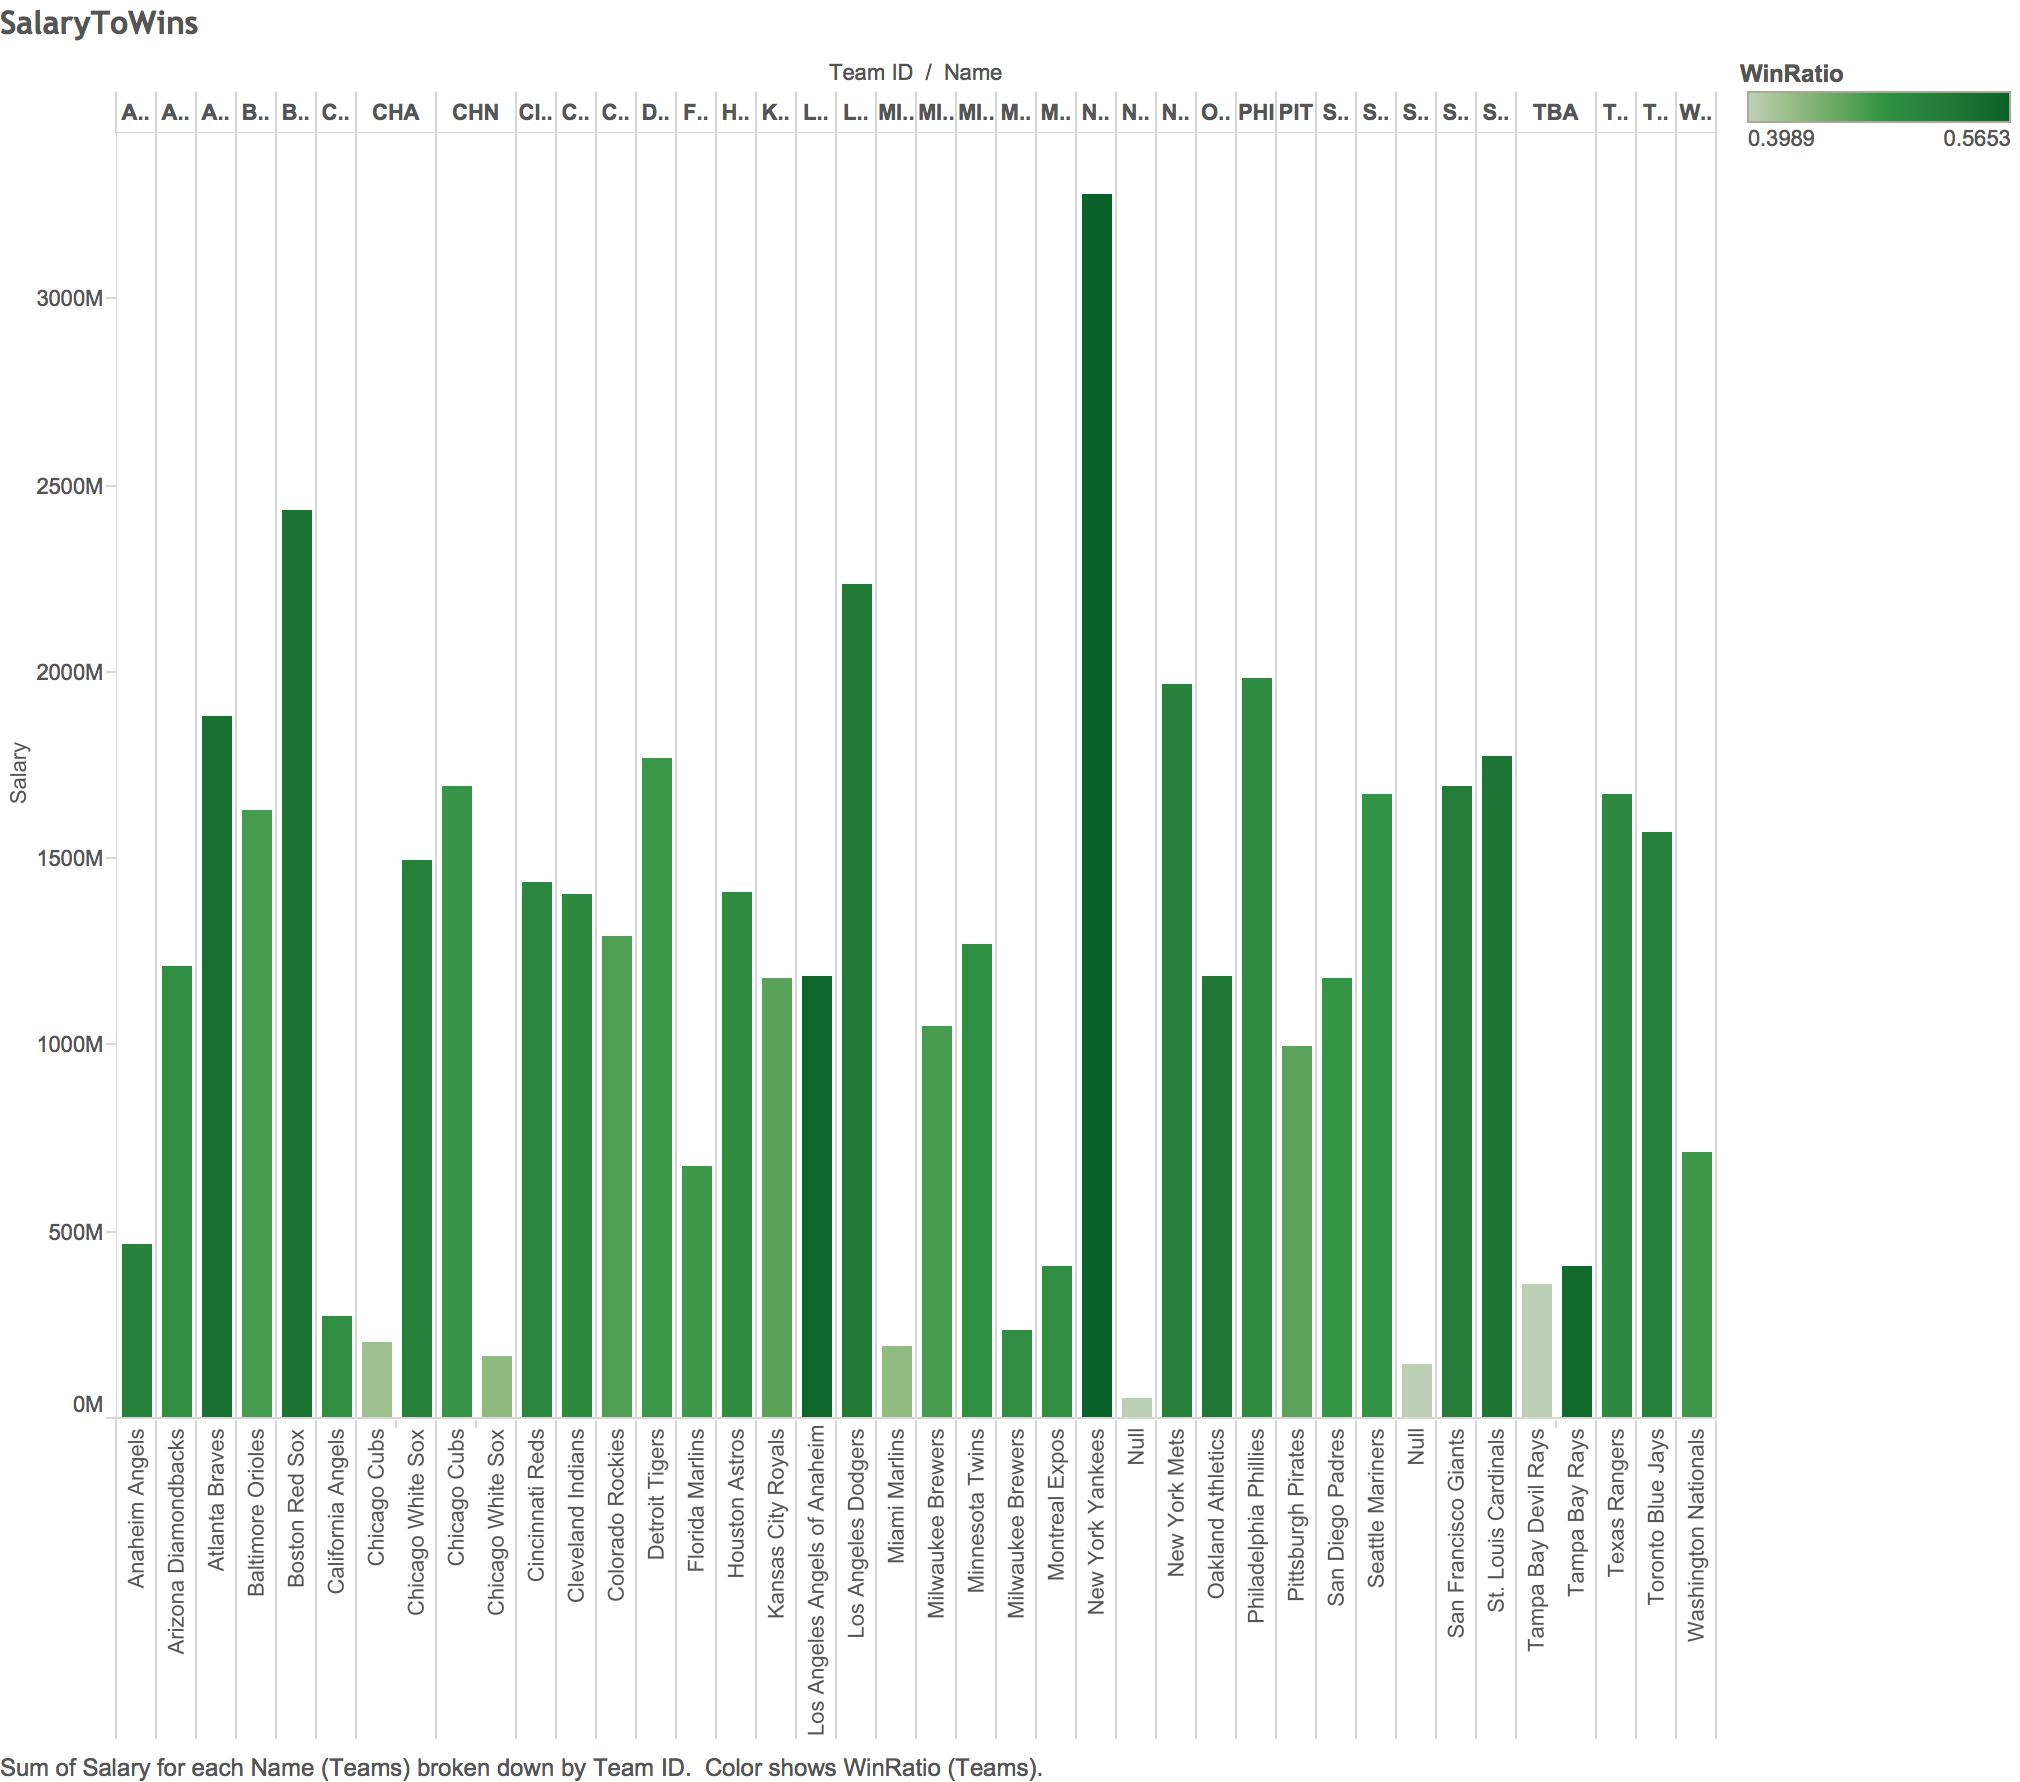 SalaryToWins
Team ID / Name
A.. A.. A.. B.. B.. C.. CHA CHN CI.. C.. C.. D.. F.. H.. K.. L.. L.. MI.. MI.. MI.. M.. M.. N.. N.. N.. O.. PHI PIT S.. S.. S.. S.. S.. TBA T.. T.. W..
WinRatio
0.3989 0.5653
3000M
2500M
2000M
1500M
1000M
500M
0M
Salary
Anaheim Angels
Arizona Diamondbacks
Atlanta Braves
Baltimore Orioles
Boston Red Sox
California Angels
Chicago Cubs
Chicago White Sox
Chicago Cubs
Chicago White Sox
Cincinnati Reds
Cleveland Indians
Colorado Rockies
Detroit Tigers
Florida Marlins
Houston Astros
Kansas City Royals
Los Angeles Angels of Anaheim
Los Angeles Dodgers
Miami Marlins
Milwaukee Brewers
Minnesota Twins
Milwaukee Brewers
Montreal Expos
New York Yankees
Null
New York Mets
Oakland Athletics
Philadelphia Phillies
Pittsburgh Pirates
San Diego Padres
Seattle Mariners
Null
San Francisco Giants
St. Louis Cardinals
Tampa Bay Devil Rays
Tampa Bay Rays
Texas Rangers
Toronto Blue Jays
Washington Nationals
Sum of Salary for each Name (Teams) broken down by Team ID.  Color shows WinRatio (Teams).